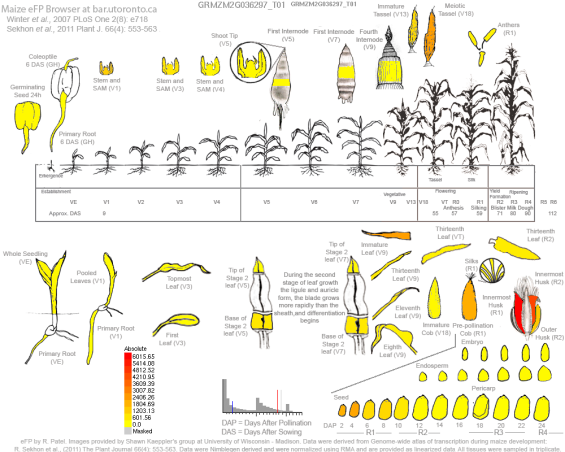 Maize eFP Browser at bar.utoronto.ca
Winter et al., 2007 PLoS One 2(8): e718
Sekhon et al., 2011 Plant J. 66(4): 553-563
GRMZM2G036297_T01 GRMZM2G036297_T01
Immature Tassel (V13)
Meiotic Tassel (V18)
Anthers (R1)
Shoot Tip (V5)
First Internode (V5)
First Internode (V7)
Fourth Internode (V9)
Coleoptile 6 DAS (GH)
Stem and SAM (V1)
Stem and SAM (V3)
Stem and SAM (V4)
Germinating Seed 24h
Primary Root 6 DAS (GH)
Emergence
Tassel
Silk
Establishment
Vegetative
Flowering
Yield Formation
Ripening
VE V1 V2 V3 V4 V5 V6 V7 V8 V9 V13 V18 VT R0 R1 R2 R3 R4 R5 R6
Anthesis Silking Blister Milk Dough
Approx. DAS 6 55 57 59 71 80 90 112
Whole Seedling (VE)
Pooled Leaves (V1)
Topmost Leaf (V3)
Tip of Stage 2 leaf (V5)
During the second stage of leaf growth the ligule and auricle form, the blade grows more rapidly than the sheath,and differentiation begins
Tip of Stage 2 leaf (V7)
Immature Leaf (V9)
Thirteenth Leaf (VT)
Thirteenth Leaf (R2)
Thirteenth Leaf (V9)
Silks (R1)
Innermost Husk (R2)
Eleventh Leaf (V9)
Innermost Husk (R1)
Primary Root (VE)
Primary Root (V1)
First Leaf (V3)
Base of Stage 2 leaf (V5)
Base of Stage 2 leaf (V7)
Eighth Leaf (V9)
Immature Cob (V18)
Pre-pollination Cob (R1)
Outer Husk (R2)
Absolute
6015.65
5414.08
4812.52
4210.95
3609.39
3007.82
2406.26
1804.69
1203.13
601.56
0.0
Masked
Embryo
Endosperm
Pericarp
Seed
DAP = Days After Pollination
DAS = Days After Sowing
DAP 2 4 6 8 10 12 14 16 18 20 22 24
R1 R2 R3 R4
eFP by R. Patel. Images provided by Shawn Kaeppler's group at University of Wisconsin - Madison. Data were derived from Genome-wide atlas of transcription during maize development:
R. Sekhon et al., (2011) The Plant Journal 66(4): 553-563. Data were Nimblegen derived and were normalized using RMA and are provided as linearized data All tissues were sampled in triplicate.